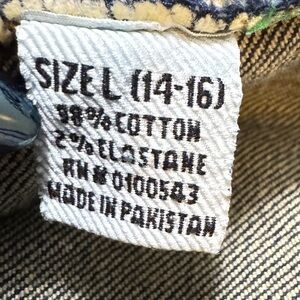 SIZE L (14-16)
98% COTTON
2% ELASTANE
RN# 0100543
MADE IN PAKISTAN